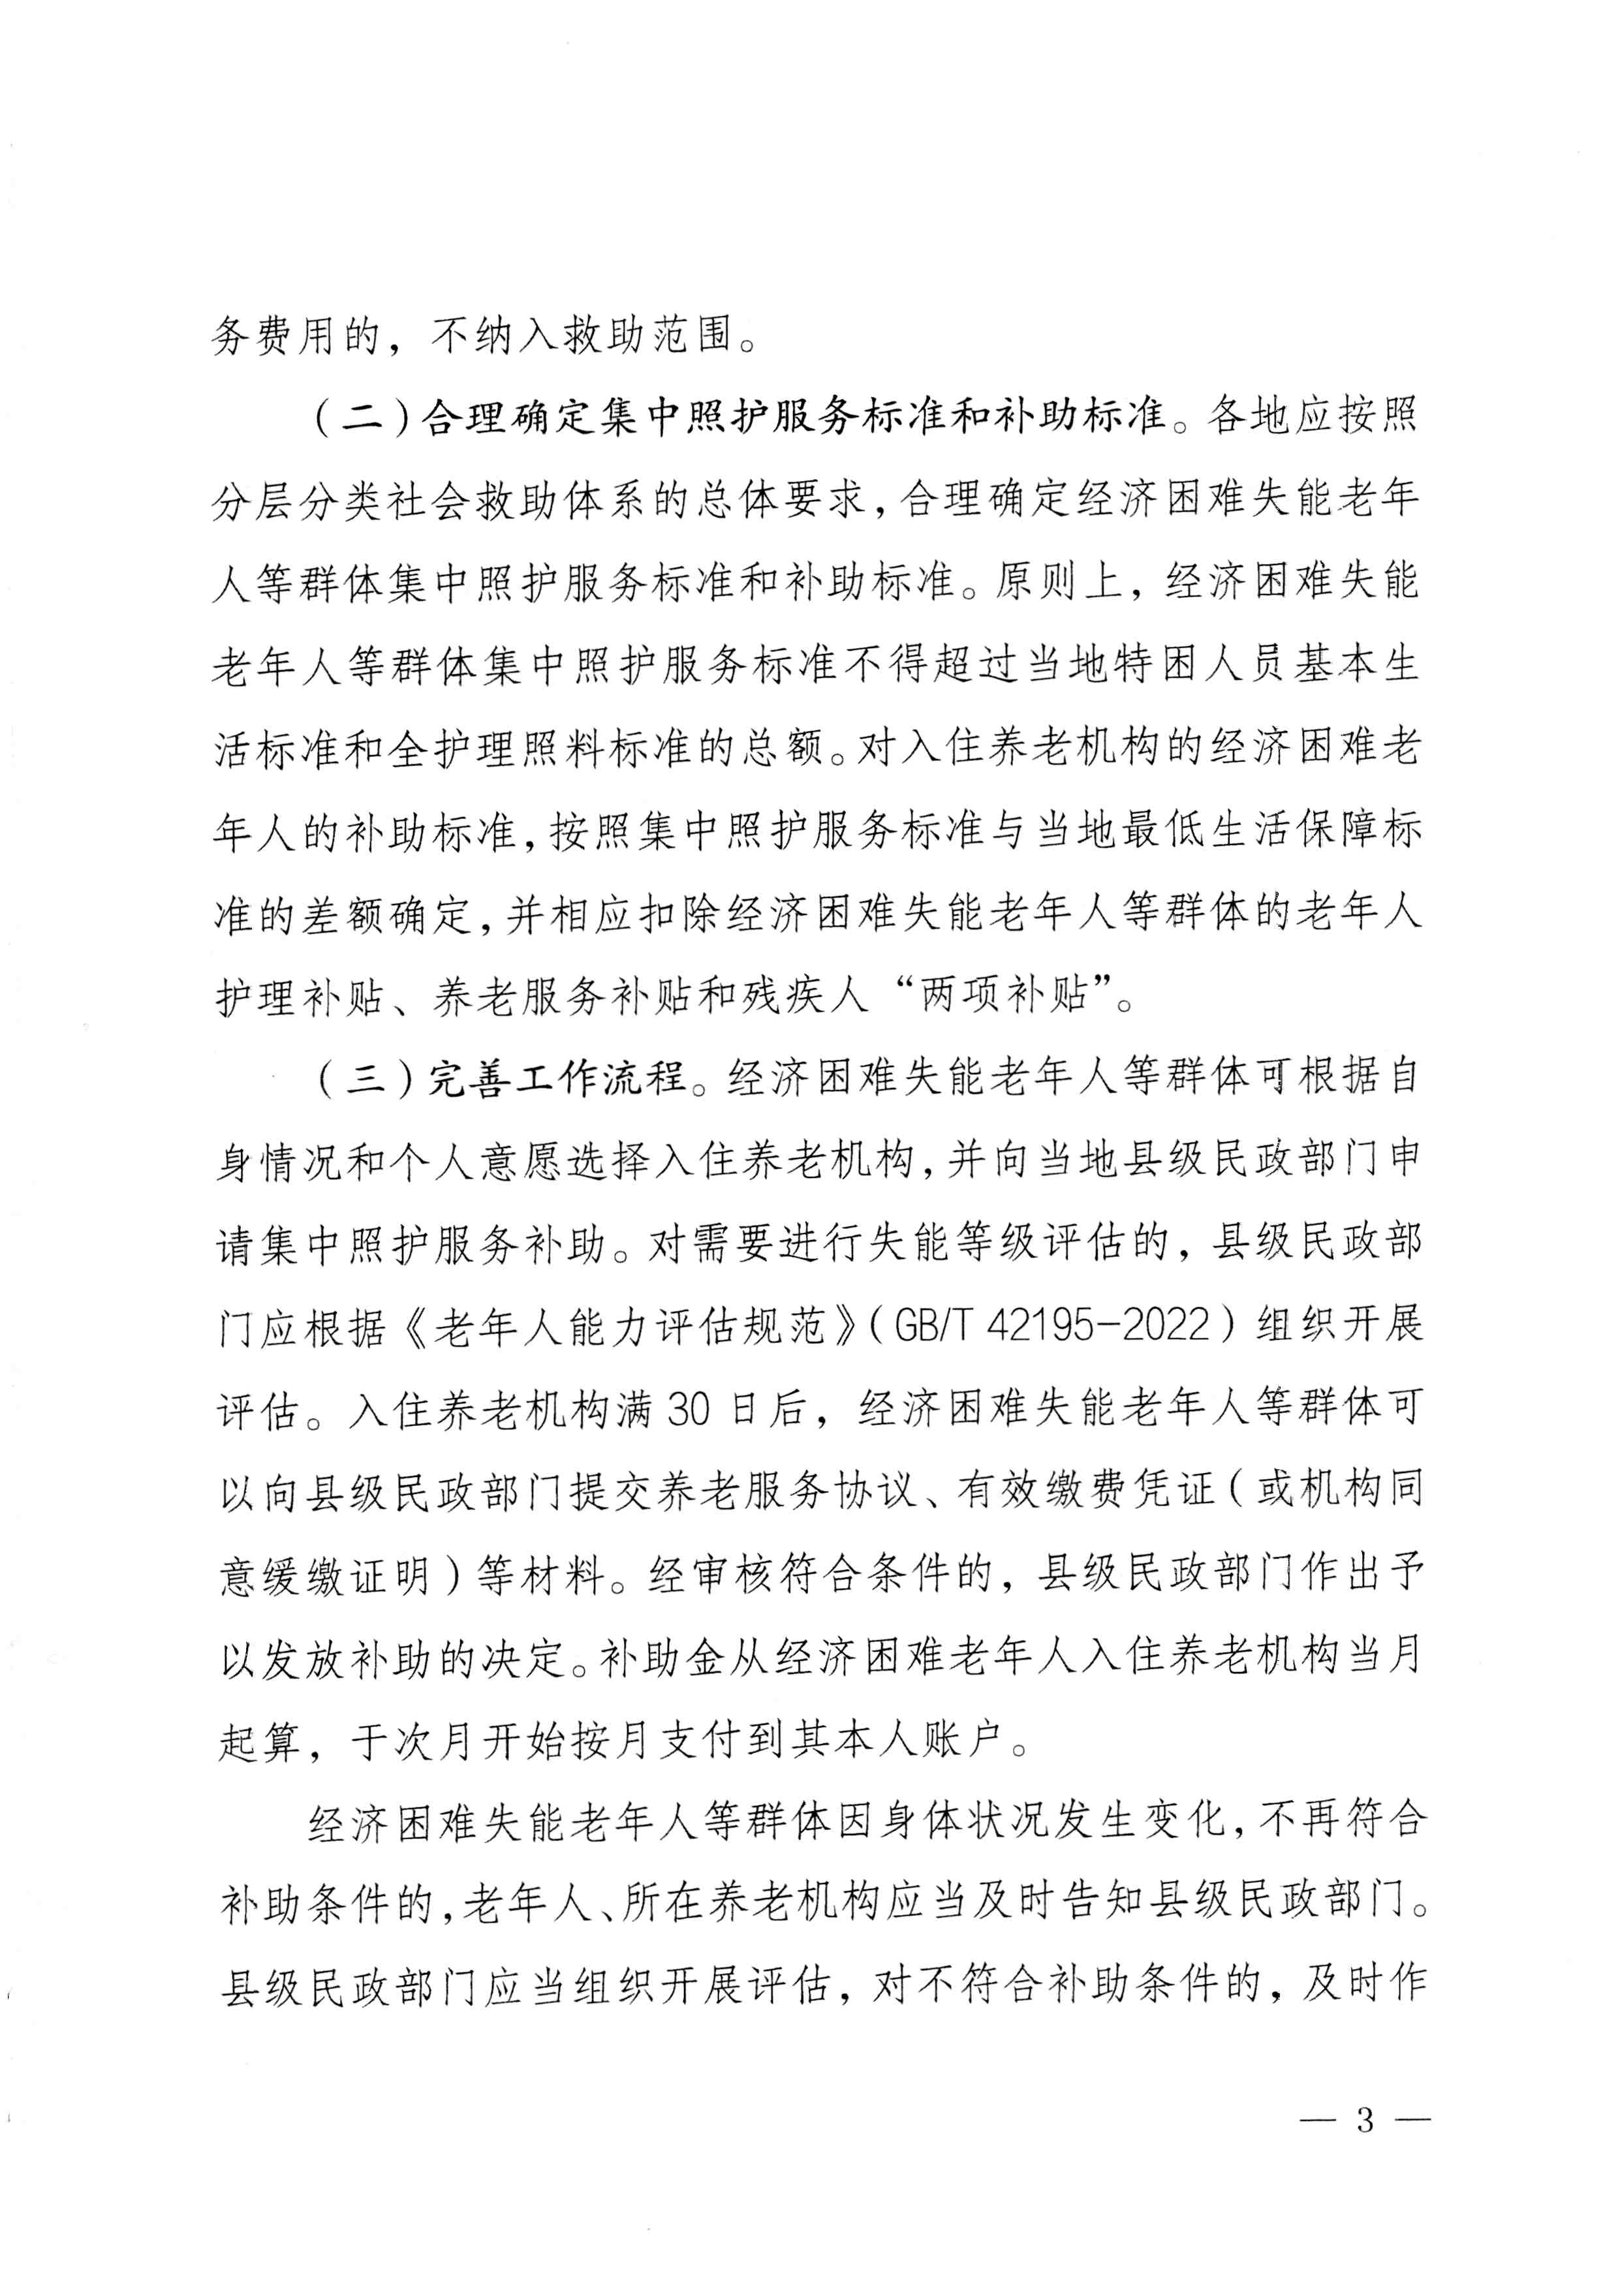 务费用的，不纳入救助范围。
（二）合理确定集中照护服务标准和补助标准。各地应按照
分层分类社会救助体系的总体要求，合理确定经济困难失能老年
人等群体集中照护服务标准和补助标准。原则上，经济困难失能
老年人等群体集中照护服务标准不得超过当地特困人员基本生
活标准和全护理照料标准的总额。对入住养老机构的经济困难老
年人的补助标准，按照集中照护服务标准与当地最低生活保障标
准的差额确定，并相应扣除经济困难失能老年人等群体的老年人
护理补贴、养老服务补贴和残疾人“两项补贴”。
（三）完善工作流程。经济困难失能老年人等群体可根据自
身情况和个人意愿选择入住养老机构，并向当地县级民政部门申
请集中照护服务补助。对需要进行失能等级评估的，县级民政部
门应根据《老年人能力评估规范》（GB/T 42195-2022）组织开展
评估。入住养老机构满 30 日后，经济困难失能老年人等群体可
以向县级民政部门提交养老服务协议、有效缴费凭证（或机构同
意缓缴证明）等材料。经审核符合条件的，县级民政部门作出予
以发放补助的决定。补助金从经济困难老年人入住养老机构当月
起算，于次月开始按月支付到其本人账户。
经济困难失能老年人等群体因身体状况发生变化，不再符合
补助条件的，老年人、所在养老机构应当及时告知县级民政部门。
县级民政部门应当组织开展评估，对不符合补助条件的，及时作
— 3 —